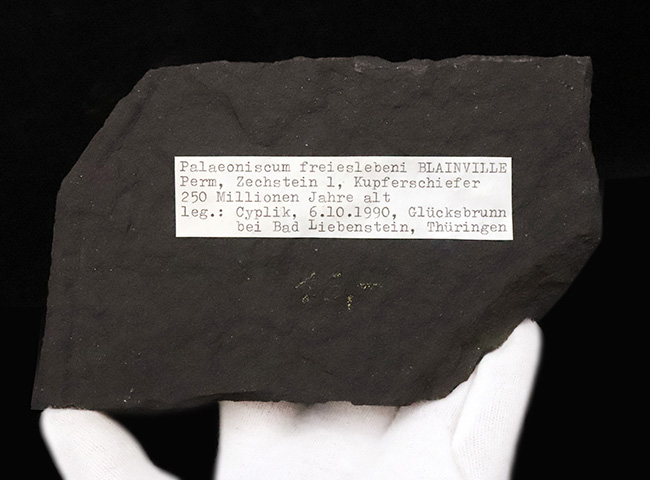 Palaeoniscum freieslebeni BLAINVILLE
Perm, Zechstein 1, Kupferschiefer
250 Millionen Jahre alt
leg.: Cyplik, 6.10.1990, Glücksbrunn
bei Bad Liebenstein, Thüringen